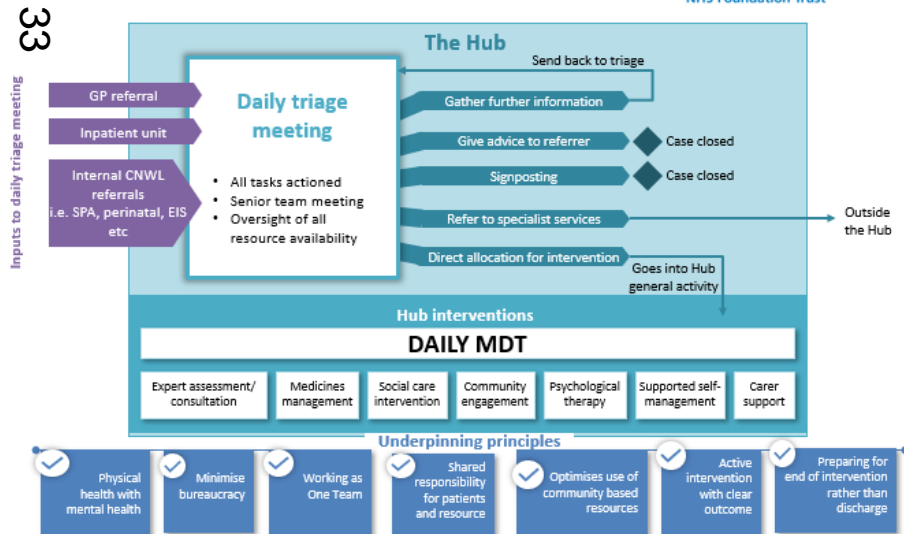 NHS Foundation Trust
33
The Hub
Send back to triage
Inputs to daily triage meeting
GP referral
Inpatient unit
Internal CNWL
referrals
i.e. SPA, perinatal, EIS
etc
Daily triage
meeting
• All tasks actioned
• Senior team meeting
• Oversight of all
resource availability
Gather further information
Give advice to referrer
Case closed
Signposting
Case closed
Refer to specialist services
Outside
the Hub
Direct allocation for intervention
Goes into Hub
general activity
Hub interventions
DAILY MDT
Expert assessment/
consultation
Medicines
management
Social care
intervention
Community
engagement
Psychological
therapy
Supported self-
management
Carer
support
Underpinning principles
Physical
health with
mental health
Minimise
bureaucracy
Working as
One Team
Shared
responsibility
for patients
and resource
Optimises use of
community based
resources
Active
intervention
with clear
outcome
Preparing for
end of intervention
rather than
discharge